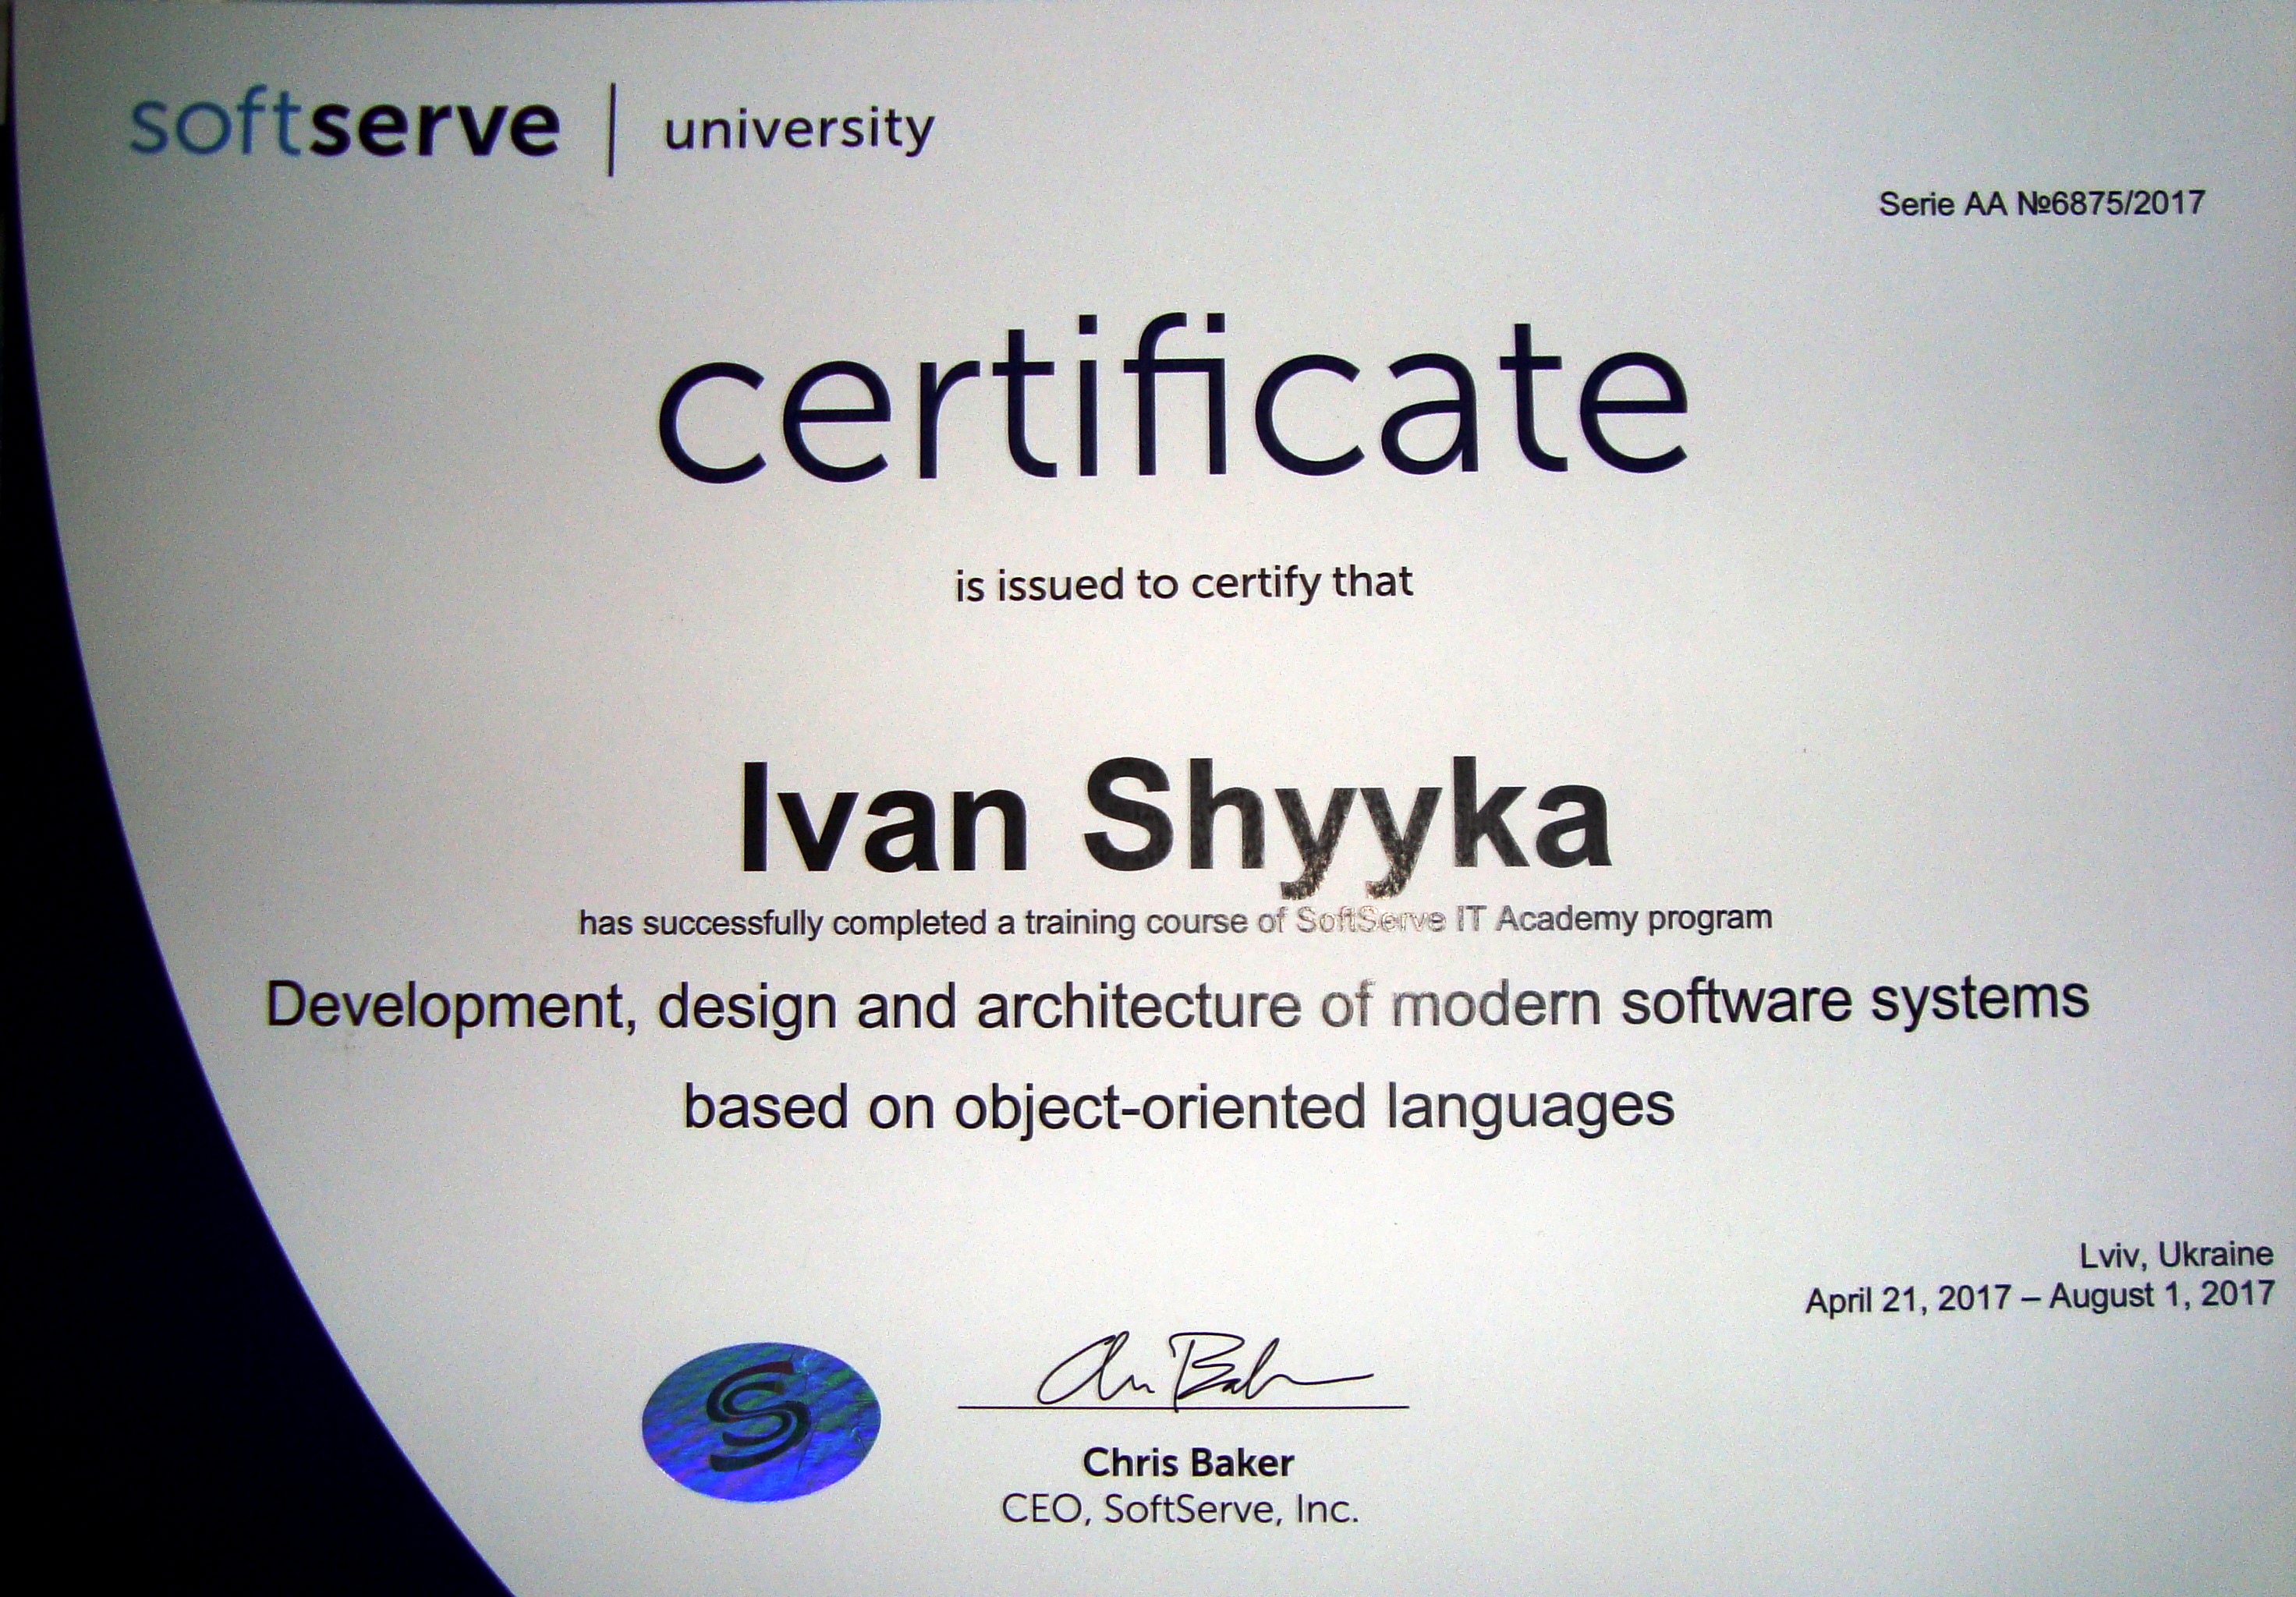 softserve | university
Serie AA №6875/2017
certificate
is issued to certify that
Ivan Shyyka
has successfully completed a training course of SoftServe IT Academy program
Development, design and architecture of modern software systems
based on object-oriented languages
Lviv, Ukraine
April 21, 2017 – August 1, 2017
Chris Baker
CEO, SoftServe, Inc.